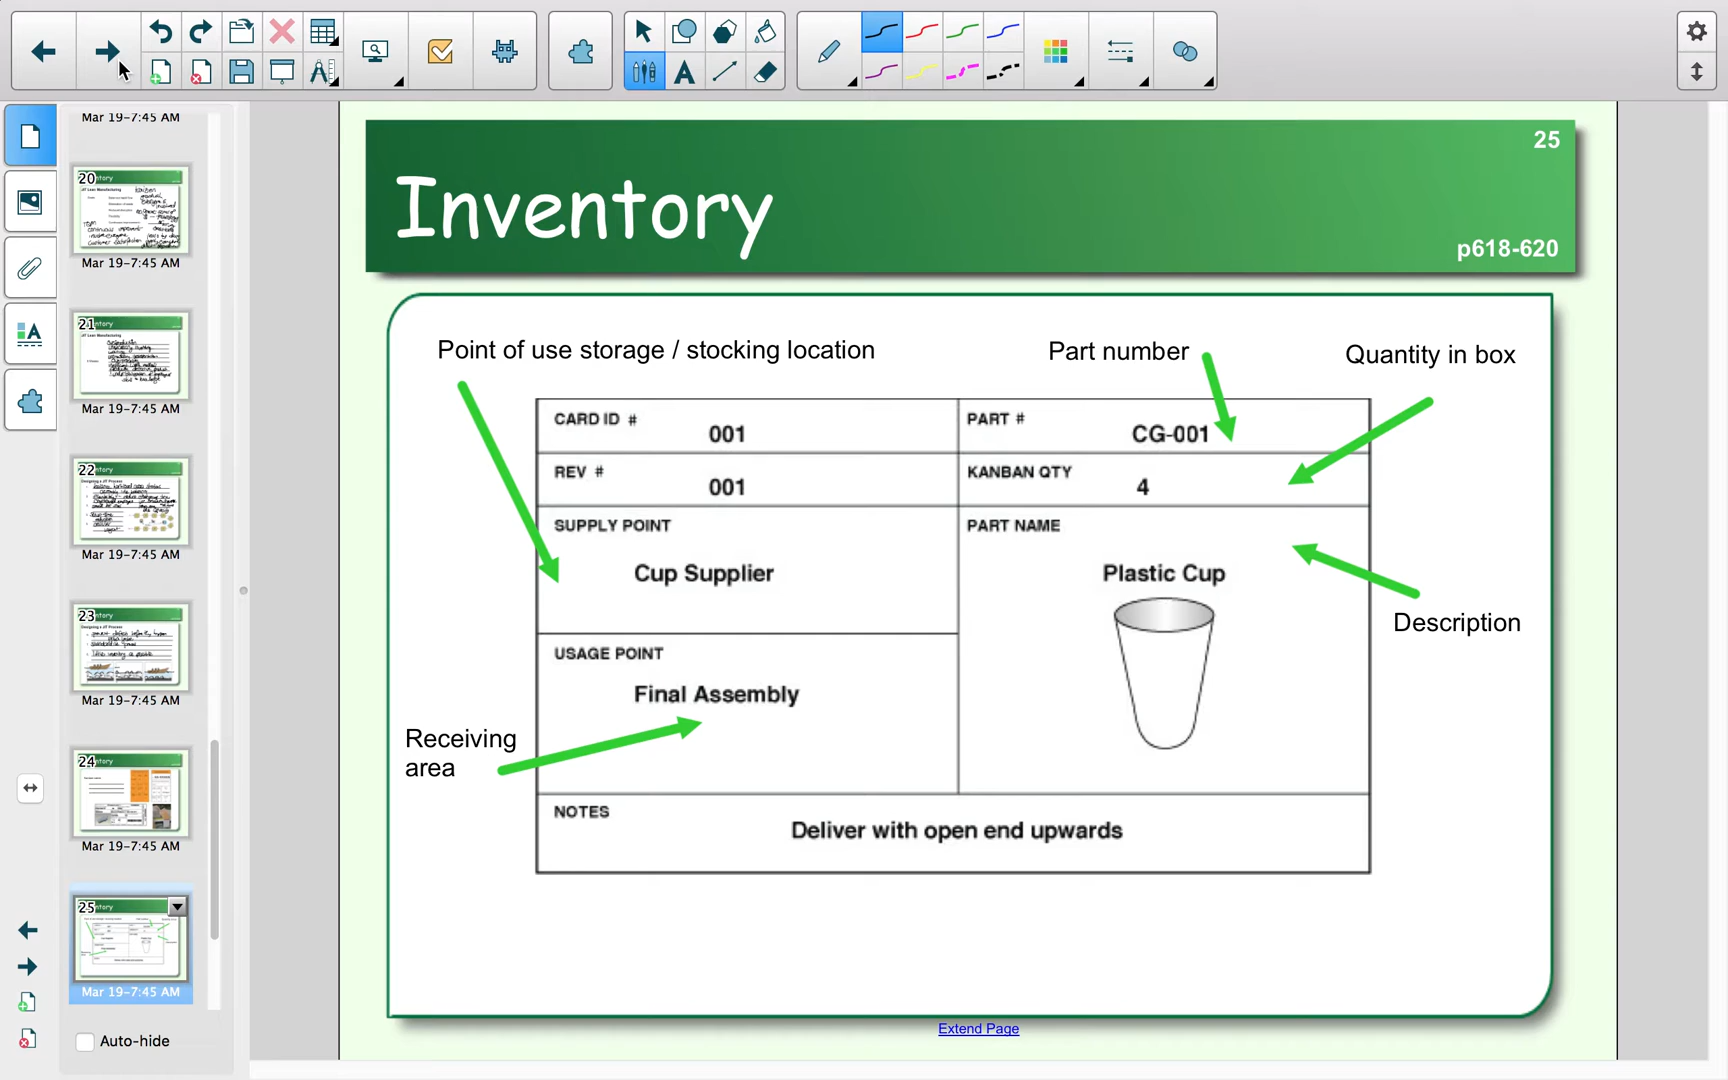 Mar 19-7:45 AM
20
Mar 19-7:45 AM
21
Mar 19-7:45 AM
22
Mar 19-7:45 AM
23
Mar 19-7:45 AM
24
Mar 19-7:45 AM
25
Mar 19-7:45 AM
Auto-hide
25
Inventory
p618-620
Point of use storage / stocking location
Part number
Quantity in box
CARD ID #
001
PART #
CG-001
REV #
001
KANBAN QTY
4
SUPPLY POINT
Cup Supplier
PART NAME
Plastic Cup
Description
USAGE POINT
Final Assembly
Receiving
area
NOTES
Deliver with open end upwards
Extend Page